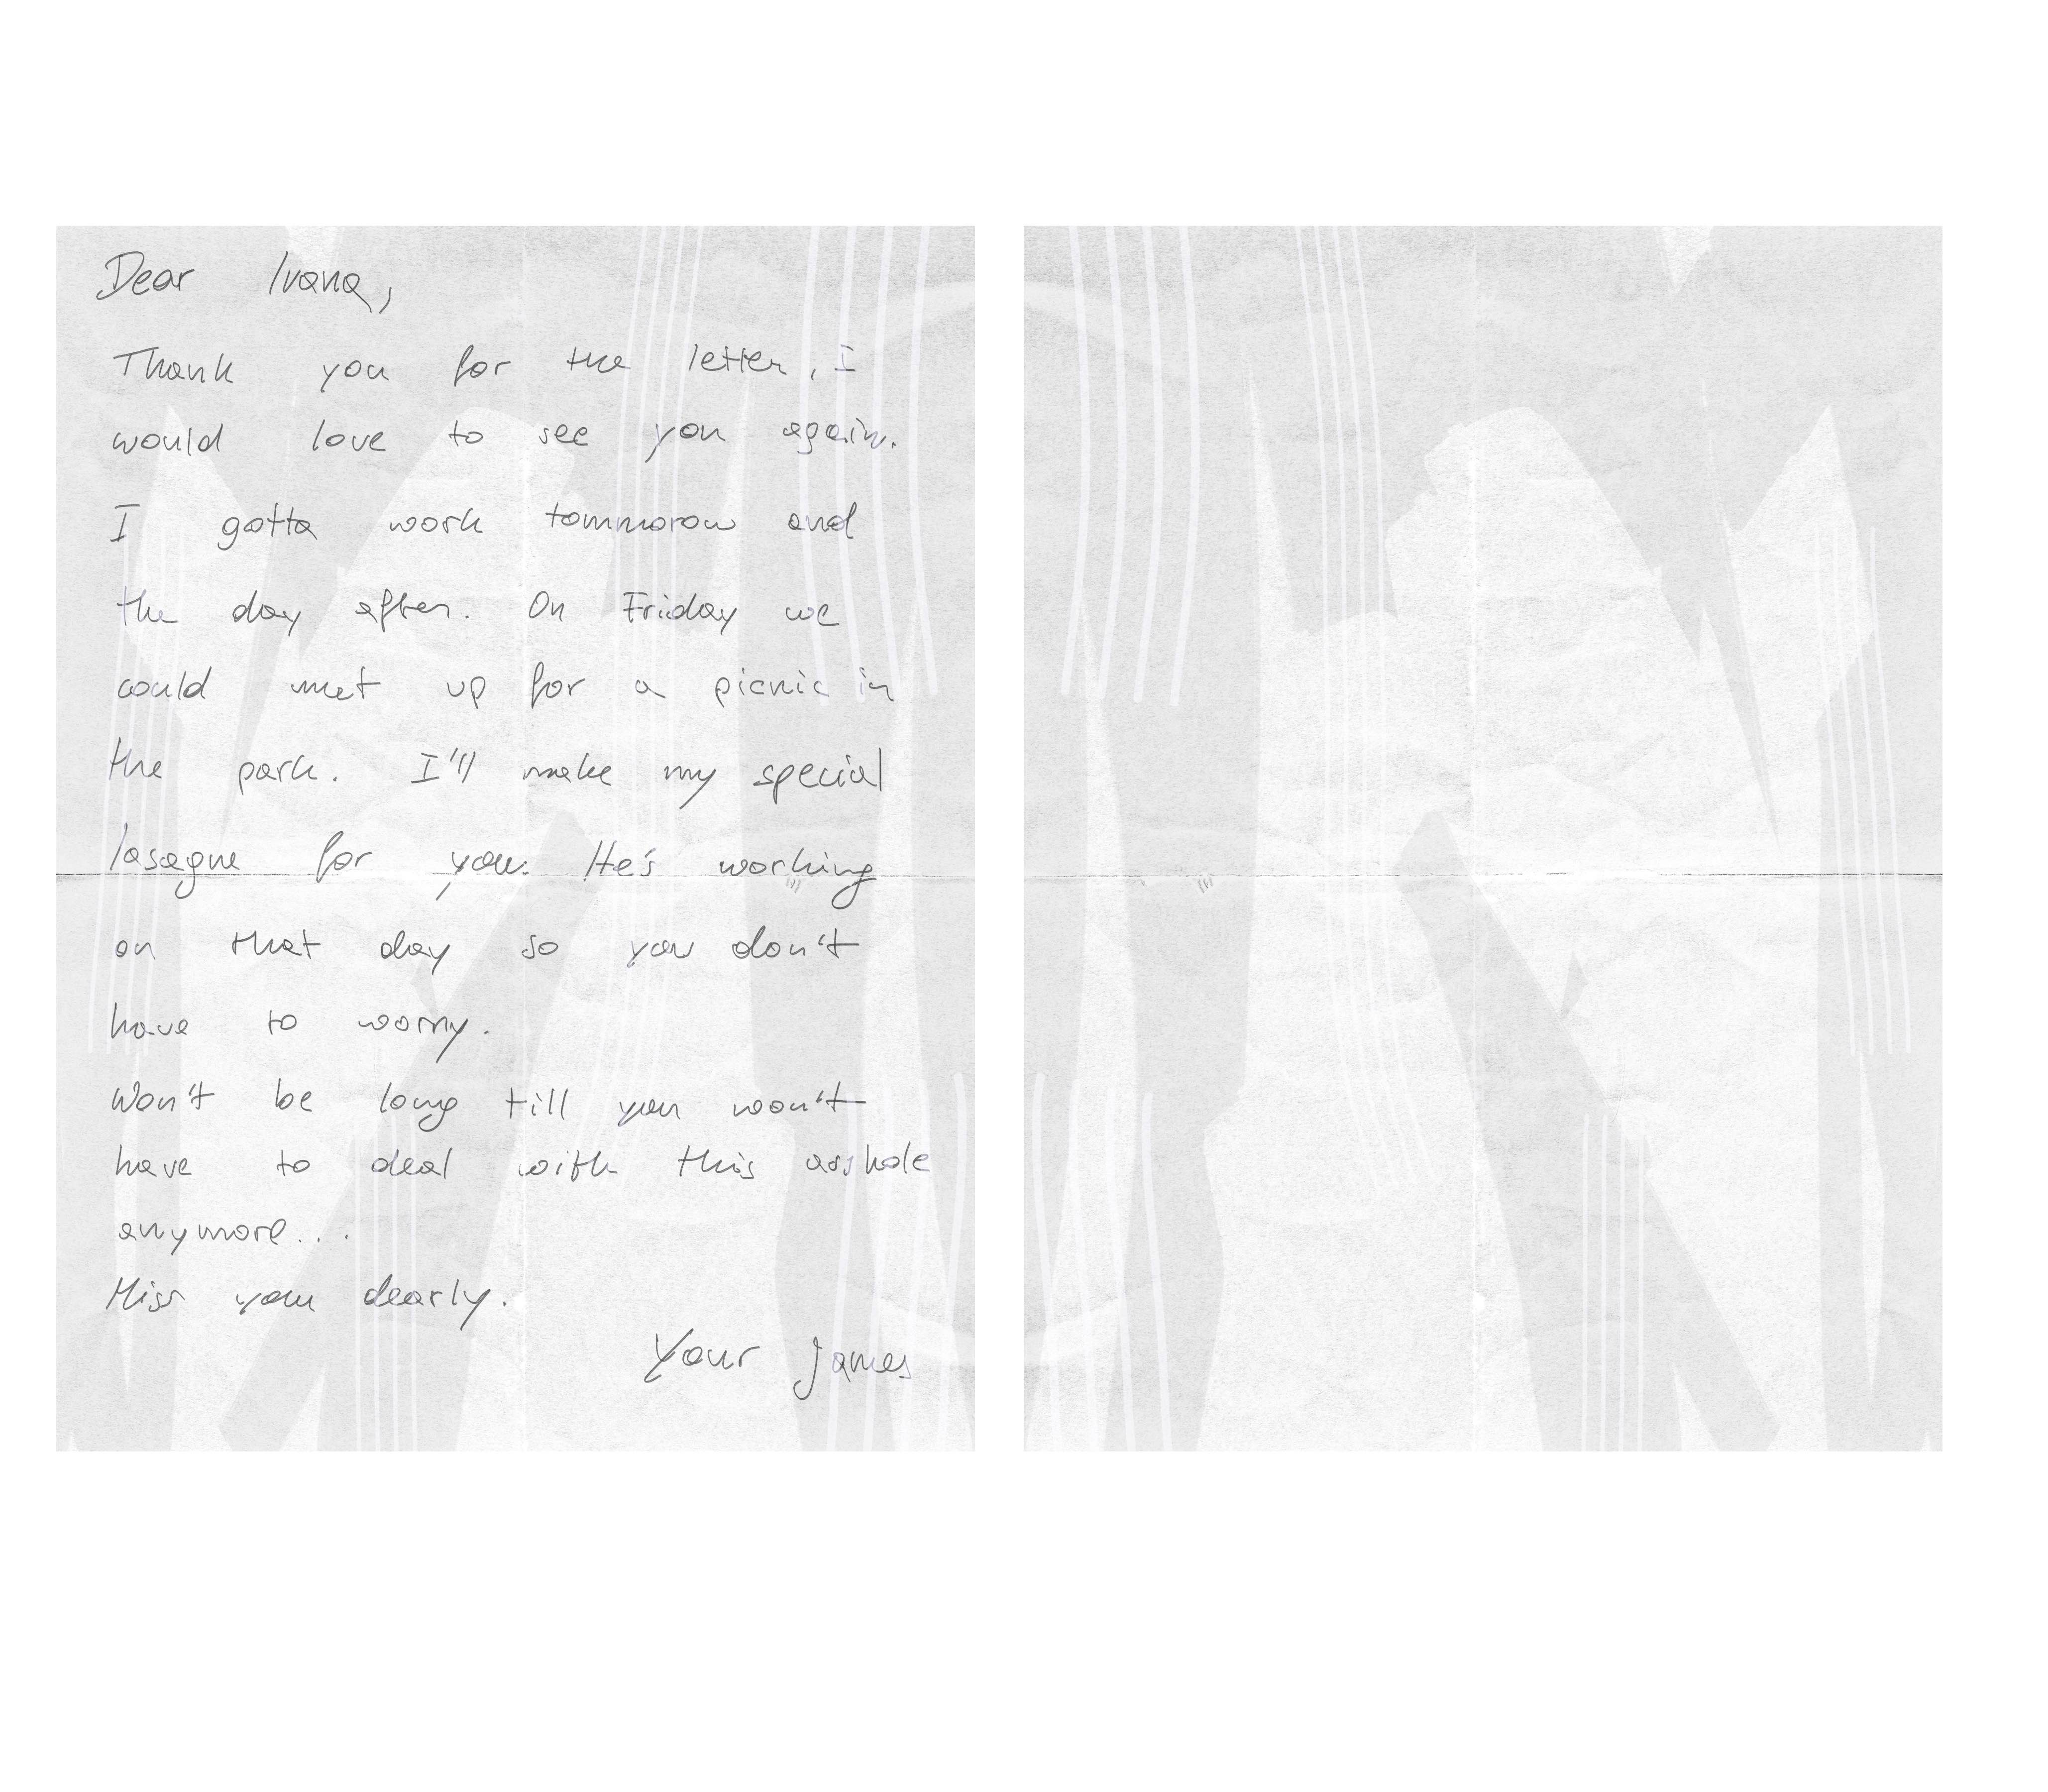 Dear Ivana,
Thank you for the letter, I
would love to see you again.
I gotta work tommorow and
the day after. On Friday we
could met up for a picnic in
the park. I'll make my special
lasagne for you. He's working
on that day so you don't
have to worry.
Won't be long till you won't
have to deal with this asshole
anymore...
Miss you dearly.
Your James